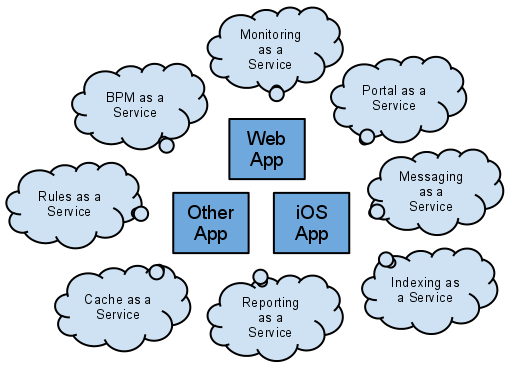 Monitoring
as a
Service
BPM as a
Service
Portal as a
Service
Web
App
Rules as a
Service
Messaging
as a
Service
Other
App
iOS
App
Cache as a
Service
Reporting
as a
Service
Indexing as
a Service